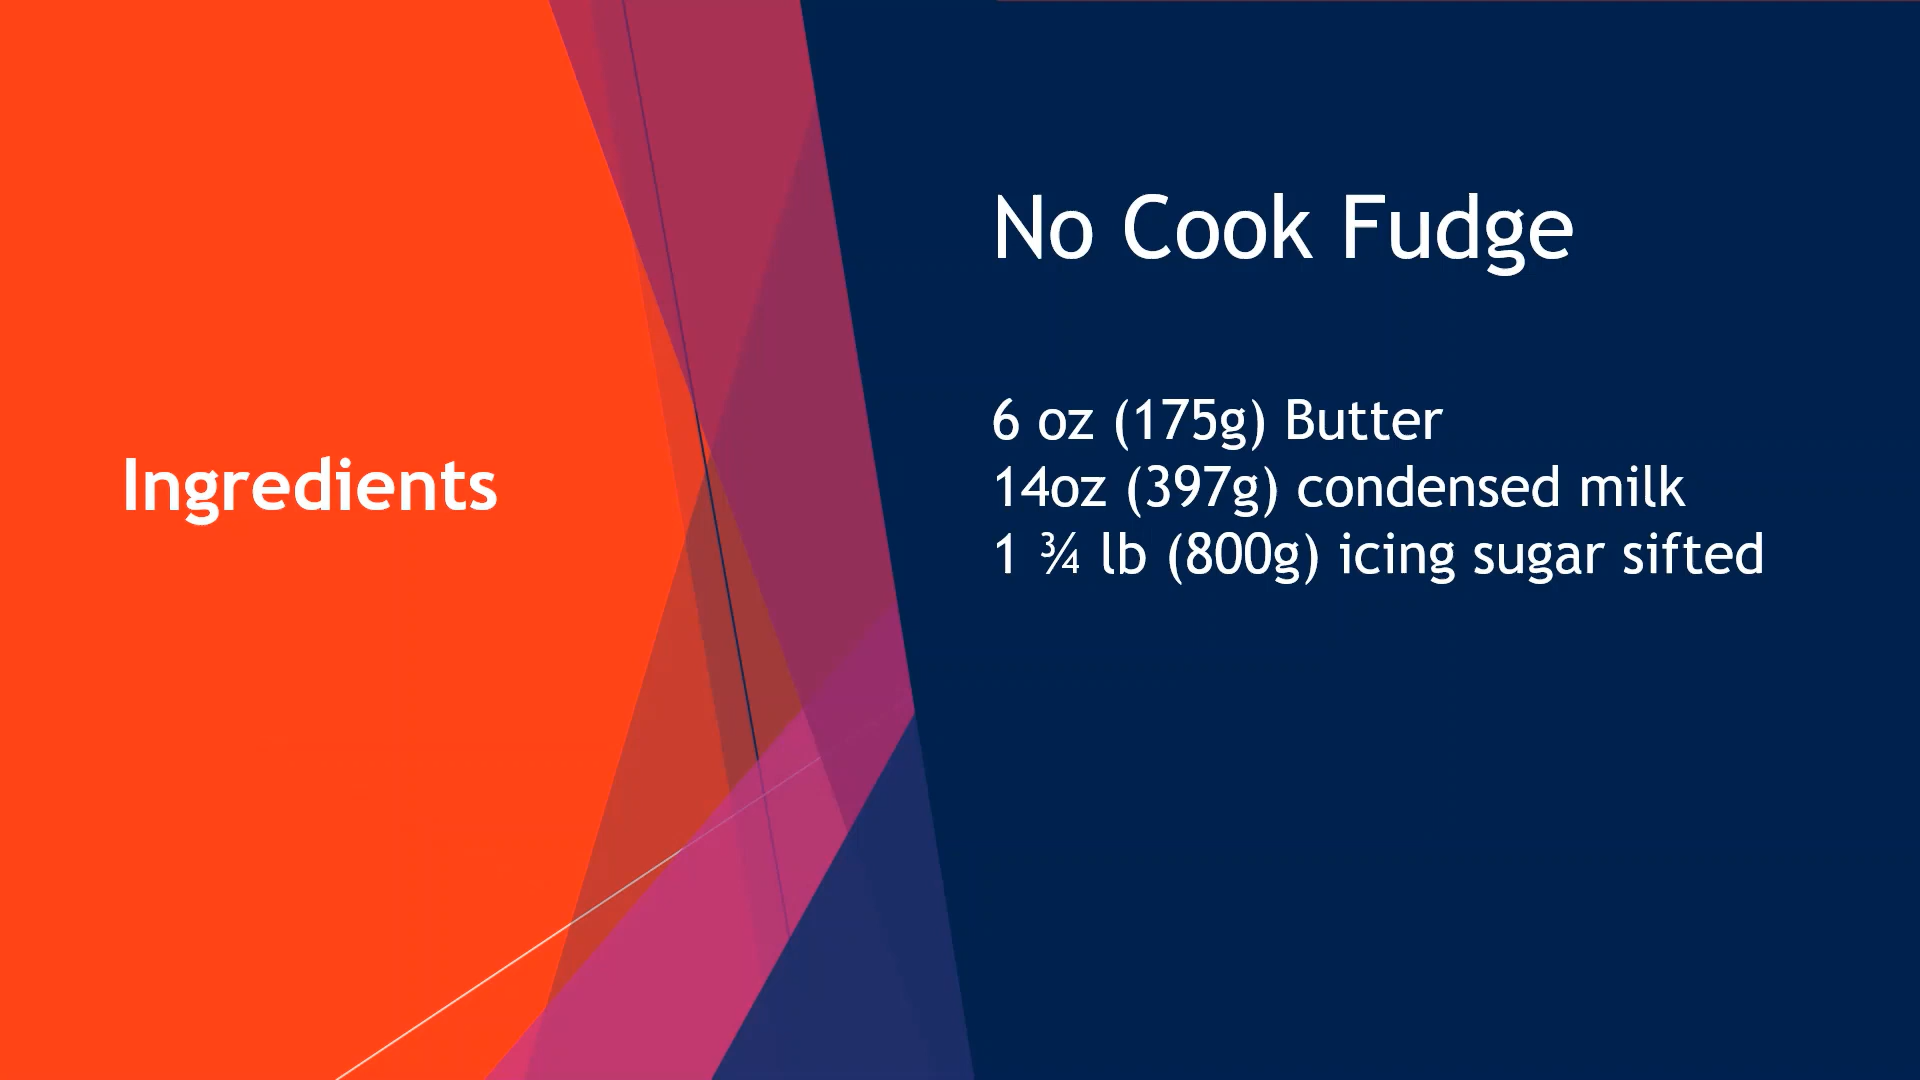 Ingredients
No Cook Fudge
6 oz (175g) Butter
14oz (397g) condensed milk
1 ¾ lb (800g) icing sugar sifted